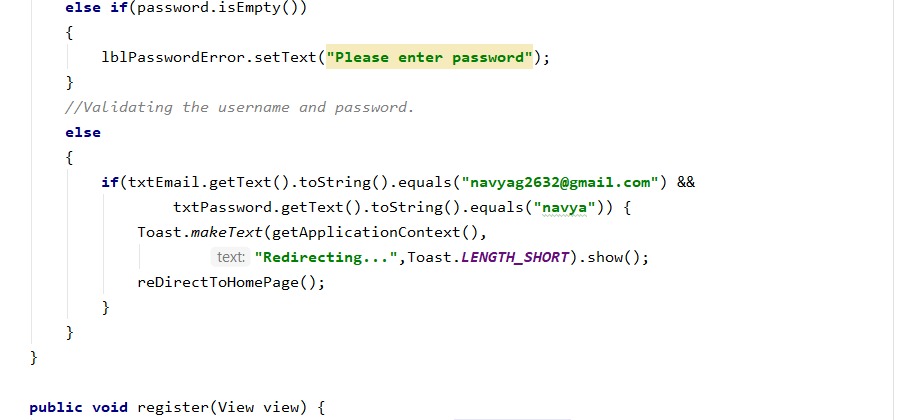 else if(password.isEmpty())
{
lblPasswordError.setText("Please enter password");
}
//Validating the username and password.
else
{
if(txtEmail.getText().toString().equals("navyag2632@gmail.com") &&
txtPassword.getText().toString().equals("navya")) {
Toast.makeText(getApplicationContext(),
text: "Redirecting...",Toast.LENGTH_SHORT).show();
reDirectToHomePage();
}
}
}
public void register(View view) {